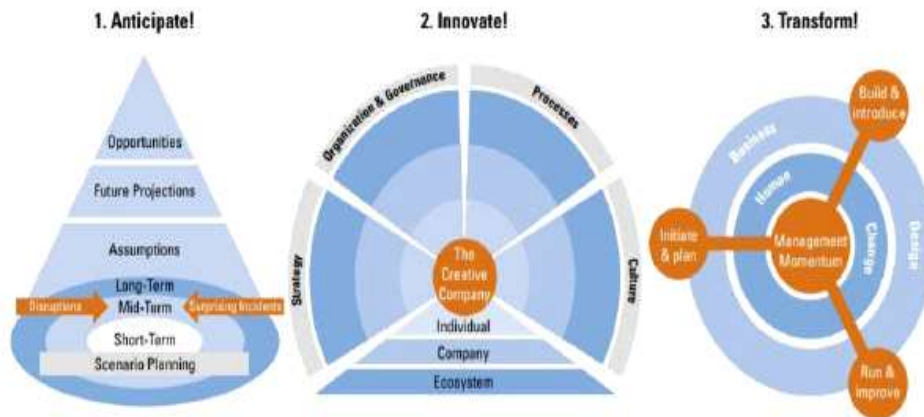 1. Anticipate!
Opportunities
Future Projections
Assumptions
Long-Term
Disruptions
Mid-Term
Surprising Incidents
Short-Term
Scenario Planning
2. Innovate!
Organization & Governance
Processes
Strategy
Culture
The
Creative
Company
Individual
Company
Ecosystem
3. Transform!
Build &
introduce
Business
Human
Initiate
& plan
Management
Momentum
Change
Design
Run &
improve